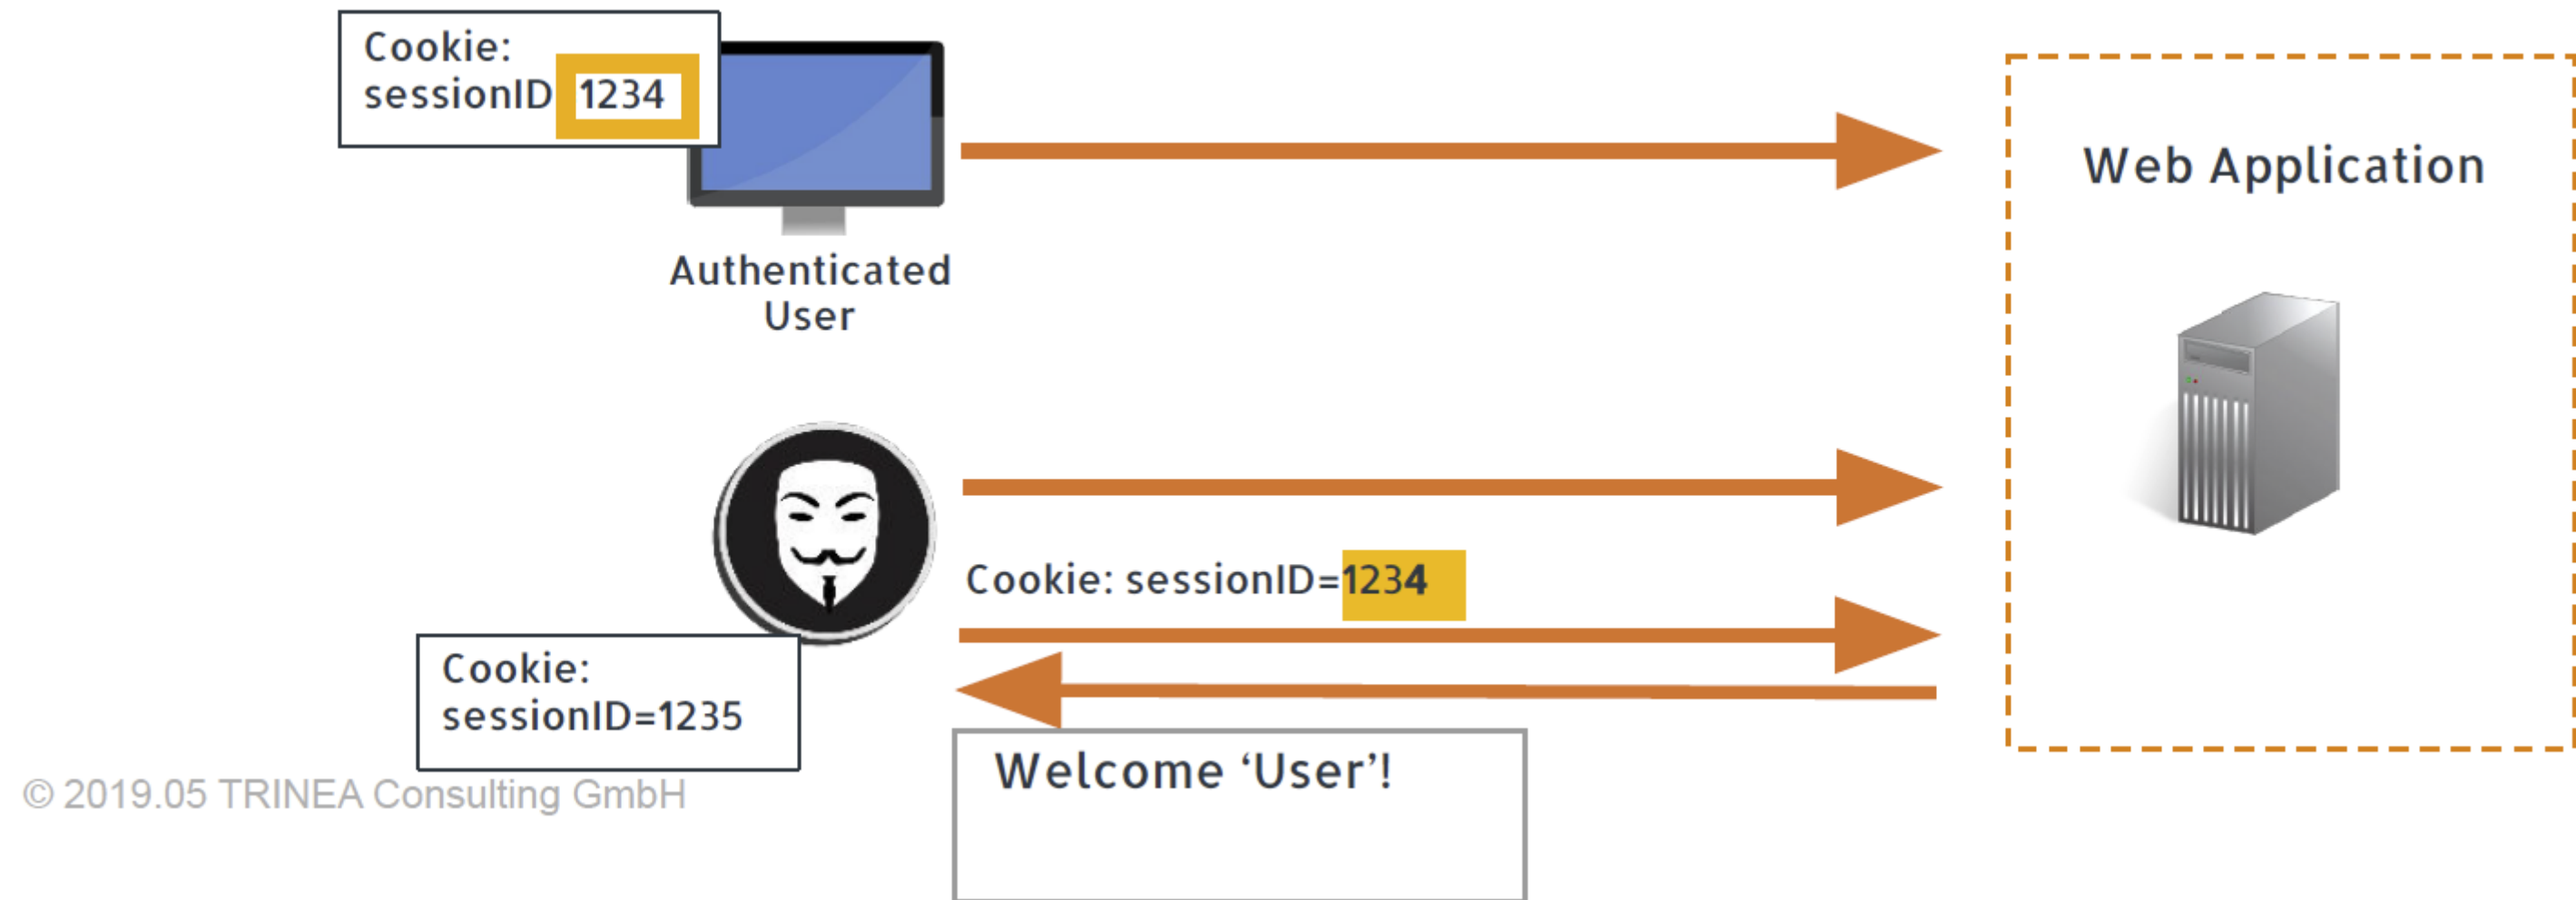 Cookie:
sessionID 1234
Web Application
Authenticated
User
Cookie: sessionID=1234
Cookie:
sessionID=1235
Welcome ‘User’!
© 2019.05 TRINEA Consulting GmbH